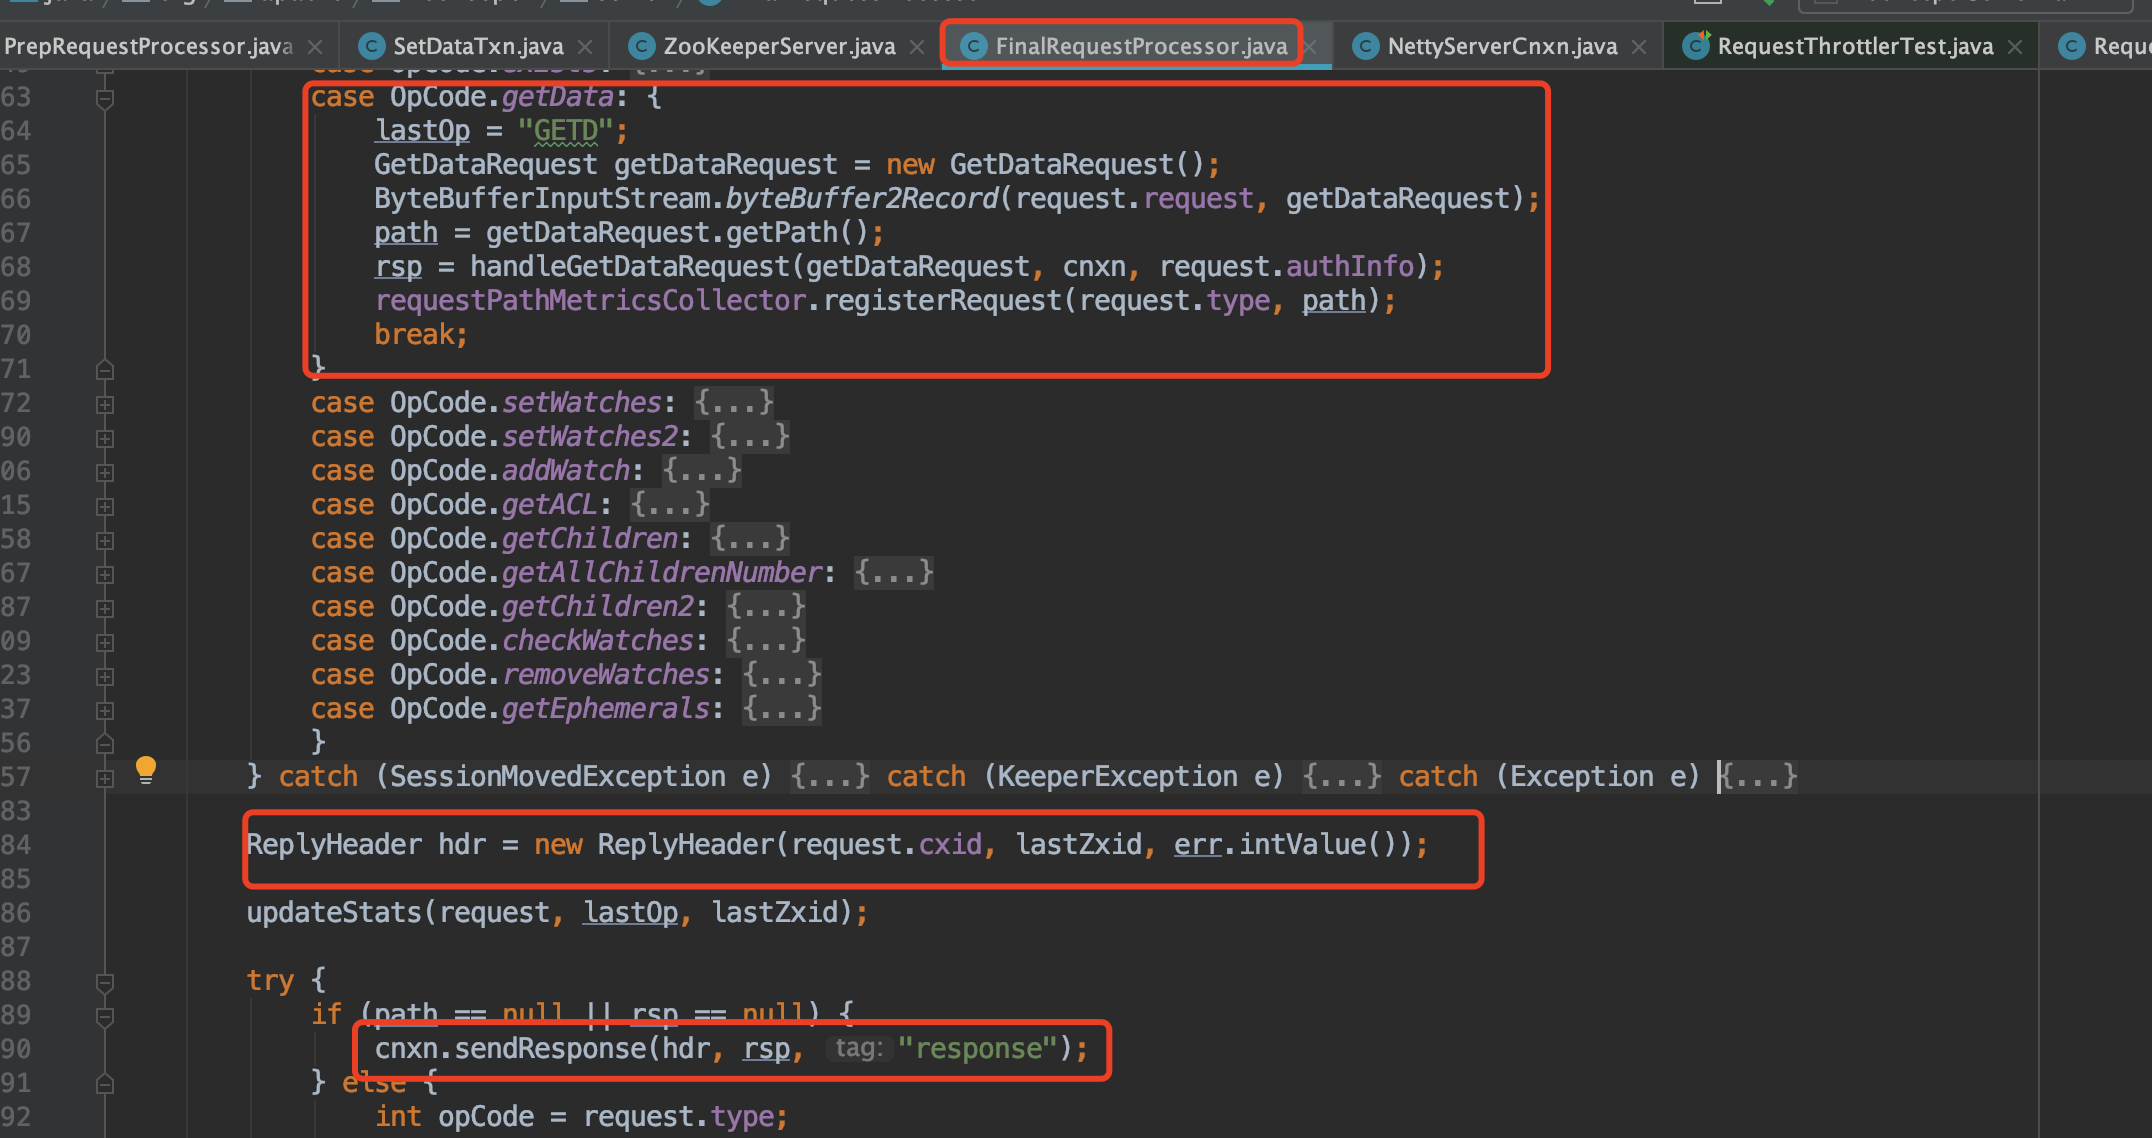 PrepRequestProcessor.java SetDataTxn.java ZooKeeperServer.java FinalRequestProcessor.java NettyServerCnxn.java RequestThrottlerTest.java Reque
63 case OpCode.getData: {
64 lastOp = "GETD";
65 GetDataRequest getDataRequest = new GetDataRequest();
66 ByteBufferInputStream.byteBuffer2Record(request.request, getDataRequest);
67 path = getDataRequest.getPath();
68 rsp = handleGetDataRequest(getDataRequest, cnxn, request.authInfo);
69 requestPathMetricsCollector.registerRequest(request.type, path);
70 break;
71 }
72 case OpCode.setWatches: {...}
90 case OpCode.setWatches2: {...}
06 case OpCode.addWatch: {...}
15 case OpCode.getACL: {...}
58 case OpCode.getChildren: {...}
67 case OpCode.getAllChildrenNumber: {...}
87 case OpCode.getChildren2: {...}
09 case OpCode.checkWatches: {...}
23 case OpCode.removeWatches: {...}
37 case OpCode.getEphemerals: {...}
56 }
57 } catch (SessionMovedException e) {...} catch (KeeperException e) {...} catch (Exception e) {...}
83
84 ReplyHeader hdr = new ReplyHeader(request.cxid, lastZxid, err.intValue());
85
86 updateStats(request, lastOp, lastZxid);
87
88 try {
89 if (path == null || rsp == null) {
90 cnxn.sendResponse(hdr, rsp, tag: "response");
91 } else {
92 int opCode = request.type;